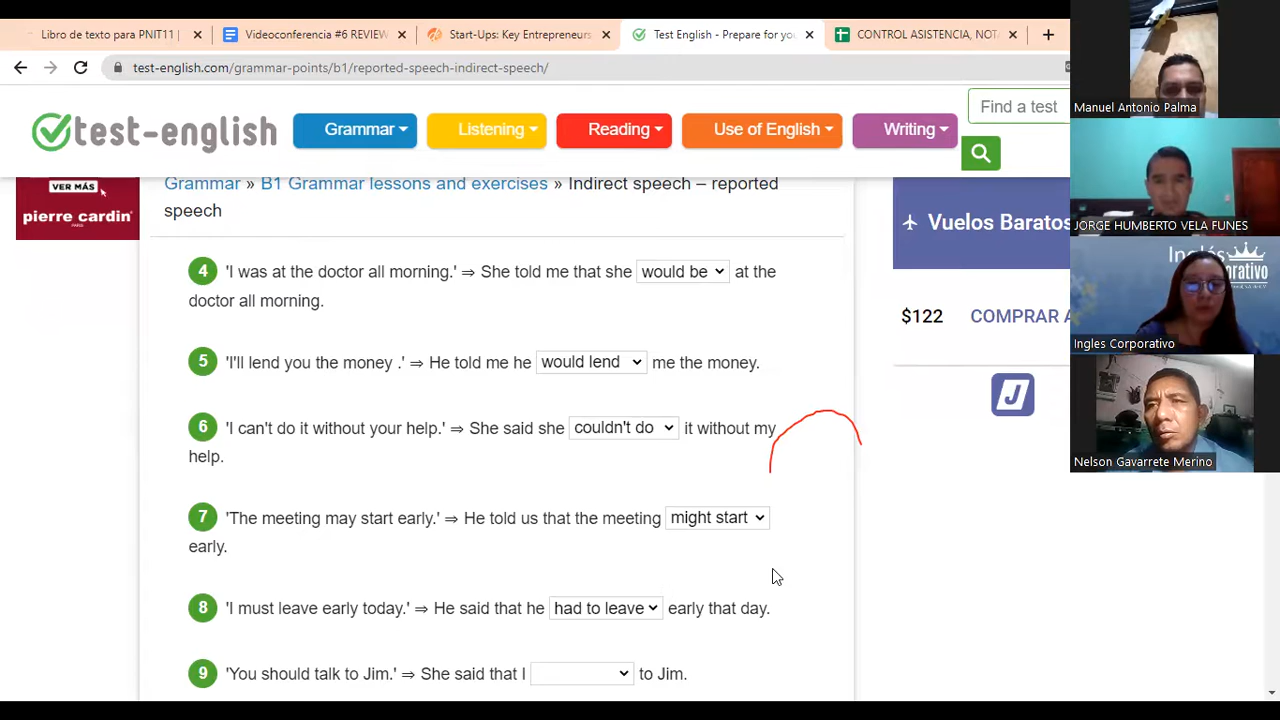 Libro de texto para PNIT11 |
Videoconferencia #6 REVIEW
Start-Ups: Key Entrepreneurs
Test English - Prepare for you
CONTROL ASISTENCIA, NOTA
test-english.com/grammar-points/b1/reported-speech-indirect-speech/
test-english
Grammar
Listening
Reading
Use of English
Writing
Find a test
VER MÁS
pierre cardin
PARIS
Grammar » B1 Grammar lessons and exercises » Indirect speech – reported
speech
4 'I was at the doctor all morning.' ⇒ She told me that she would be at the
doctor all morning.
5 'I'll lend you the money .' ⇒ He told me he would lend me the money.
6 'I can't do it without your help.' ⇒ She said she couldn't do it without my
help.
7 'The meeting may start early.' ⇒ He told us that the meeting might start
early.
8 'I must leave early today.' ⇒ He said that he had to leave early that day.
9 'You should talk to Jim.' ⇒ She said that I to Jim.
Vuelos Baratos
$122 COMPRAR A
J
Manuel Antonio Palma
JORGE HUMBERTO VELA FUNES
Inglés
orativo
Ingles Corporativo
Nelson Gavarrete Merino